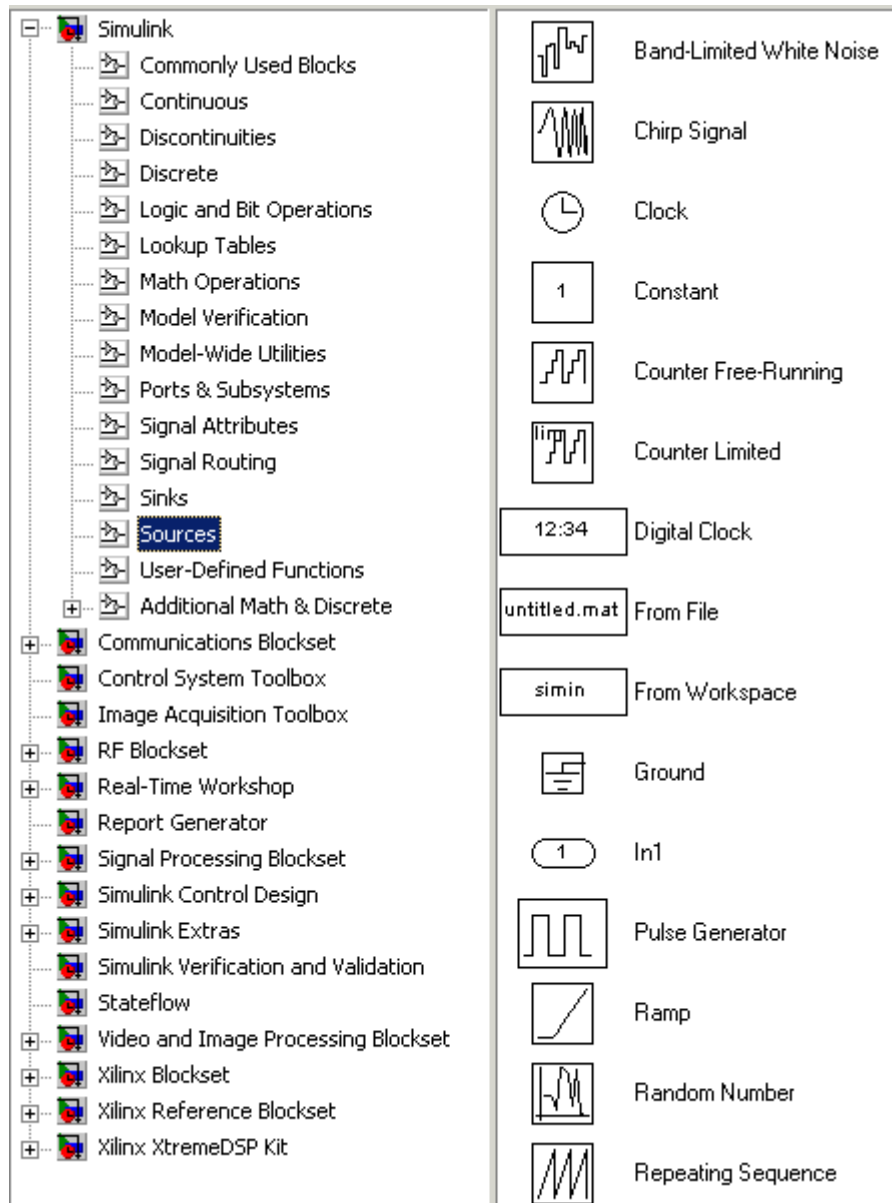 Simulink
Commonly Used Blocks
Continuous
Discontinuities
Discrete
Logic and Bit Operations
Lookup Tables
Math Operations
Model Verification
Model-Wide Utilities
Ports & Subsystems
Signal Attributes
Signal Routing
Sinks
Sources
User-Defined Functions
Additional Math & Discrete
Communications Blockset
Control System Toolbox
Image Acquisition Toolbox
RF Blockset
Real-Time Workshop
Report Generator
Signal Processing Blockset
Simulink Control Design
Simulink Extras
Simulink Verification and Validation
Stateflow
Video and Image Processing Blockset
Xilinx Blockset
Xilinx Reference Blockset
Xilinx XtremeDSP Kit
Band-Limited White Noise
Chirp Signal
Clock
1 Constant
Counter Free-Running
lim Counter Limited
12:34 Digital Clock
untitled.mat From File
simin From Workspace
Ground
1 In1
Pulse Generator
Ramp
Random Number
Repeating Sequence